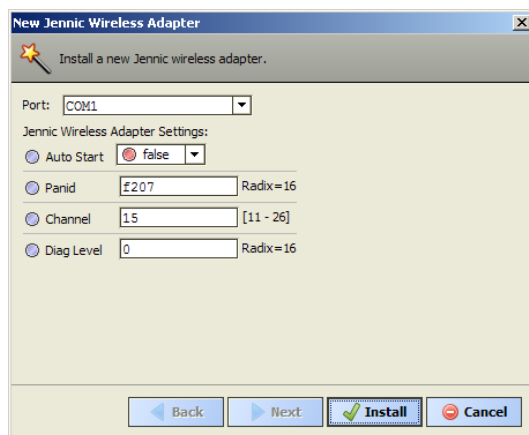 New Jennic Wireless Adapter
Install a new Jennic wireless adapter.
Port: COM1
Jennic Wireless Adapter Settings:
Auto Start false
Panid f207 Radix=16
Channel 15 [11 - 26]
Diag Level 0 Radix=16
Back Next Install Cancel